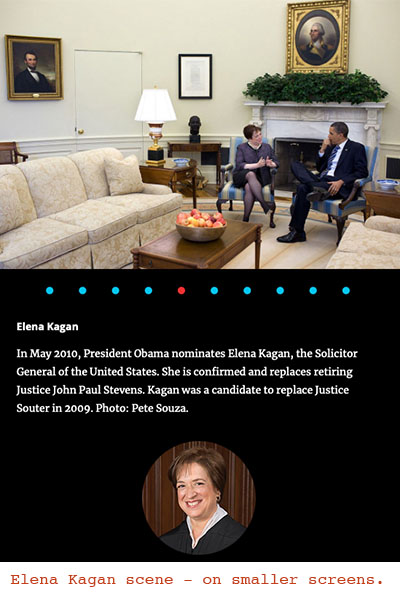 Elena Kagan
In May 2010, President Obama nominates Elena Kagan, the Solicitor
General of the United States. She is confirmed and replaces retiring
Justice John Paul Stevens. Kagan was a candidate to replace Justice
Souter in 2009. Photo: Pete Souza.
Elena Kagan scene – on smaller screens.